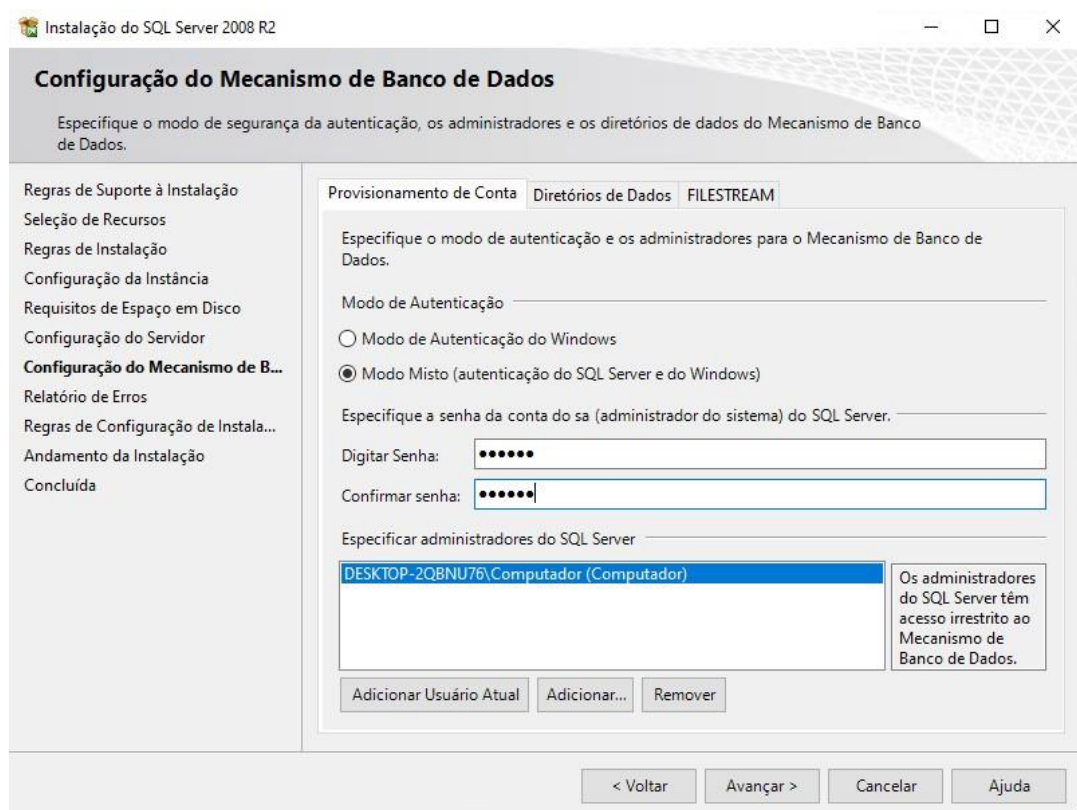 Instalação do SQL Server 2008 R2
Configuração do Mecanismo de Banco de Dados
Especifique o modo de segurança da autenticação, os administradores e os diretórios de dados do Mecanismo de Banco
de Dados.
Regras de Suporte à Instalação
Seleção de Recursos
Regras de Instalação
Configuração da Instância
Requisitos de Espaço em Disco
Configuração do Servidor
Configuração do Mecanismo de B...
Relatório de Erros
Regras de Configuração de Instala...
Andamento da Instalação
Concluída
Provisionamento de Conta
Diretórios de Dados
FILESTREAM
Especifique o modo de autenticação e os administradores para o Mecanismo de Banco de
Dados.
Modo de Autenticação
Modo de Autenticação do Windows
Modo Misto (autenticação do SQL Server e do Windows)
Especifique a senha da conta do sa (administrador do sistema) do SQL Server.
Digitar Senha: ••••••
Confirmar senha: ••••••
Especificar administradores do SQL Server
DESKTOP-2QBNU76\Computador (Computador)
Os administradores
do SQL Server têm
acesso irrestrito ao
Mecanismo de
Banco de Dados.
Adicionar Usuário Atual
Adicionar...
Remover
< Voltar
Avançar >
Cancelar
Ajuda